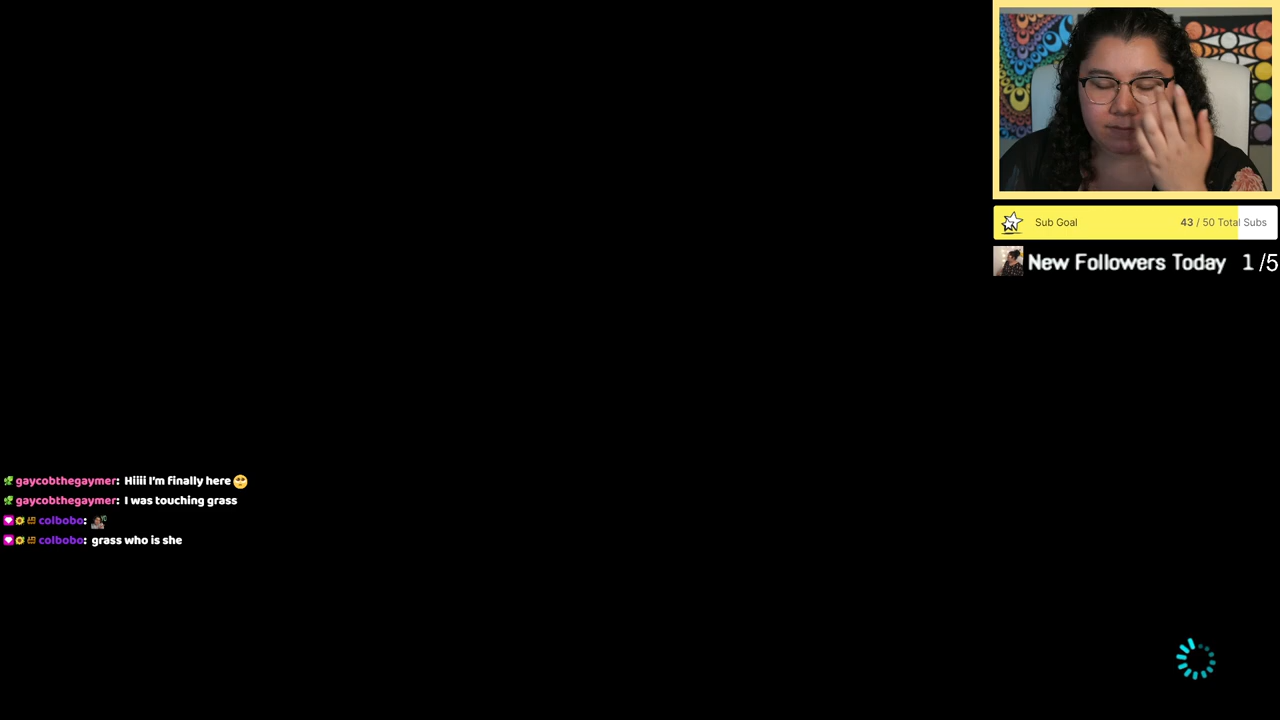 Sub Goal 43 / 50 Total Subs
New Followers Today 1 /5
gaycobthegaymer: Hiiii I'm finally here
gaycobthegaymer: I was touching grass
colbobo:
colbobo: grass who is she